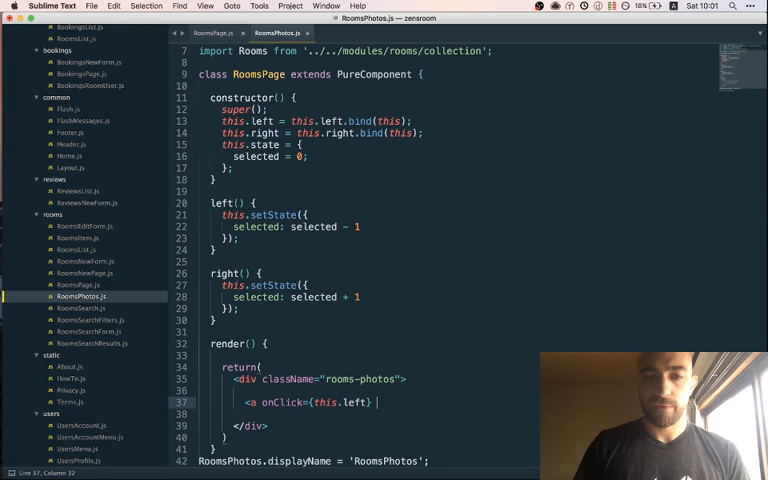 Sublime Text File Edit Selection Find View Goto Tools Project Window Help 18% A Sat 10:01
RoomsPhotos.js — zensroom
BookingsList.js
RoomsList.js
bookings
BookingsNewForm.js
BookingsPage.js
BookingsRoomUser.js
common
Flash.js
FlashMessages.js
Footer.js
Header.js
Home.js
Layout.js
reviews
ReviewsList.js
ReviewsNewForm.js
rooms
RoomsEditForm.js
RoomsItem.js
RoomsList.js
RoomsNewForm.js
RoomsNewPage.js
RoomsPage.js
RoomsPhotos.js
RoomsSearch.js
RoomsSearchFilters.js
RoomsSearchForm.js
RoomsSearchResults.js
static
About.js
HowTo.js
Privacy.js
Terms.js
users
UsersAccount.js
UsersAccountMenu.js
UsersMenu.js
UsersProfile.js
RoomsPage.js RoomsPhotos.js
7 import Rooms from '../../modules/rooms/collection';
8
9 class RoomsPage extends PureComponent {
10
11 constructor() {
12 super();
13 this.left = this.left.bind(this);
14 this.right = this.right.bind(this);
15 this.state = {
16 selected = 0;
17 };
18 }
19
20 left() {
21 this.setState({
22 selected: selected - 1
23 });
24 }
25
26 right() {
27 this.setState({
28 selected: selected + 1
29 });
30 }
31
32 render() {
33
34 return(
35 <div className="rooms-photos">
36
37 <a onClick={this.left}
38
39 </div>
40 )
41 }
42 RoomsPhotos.displayName = 'RoomsPhotos';
Line 37, Column 32